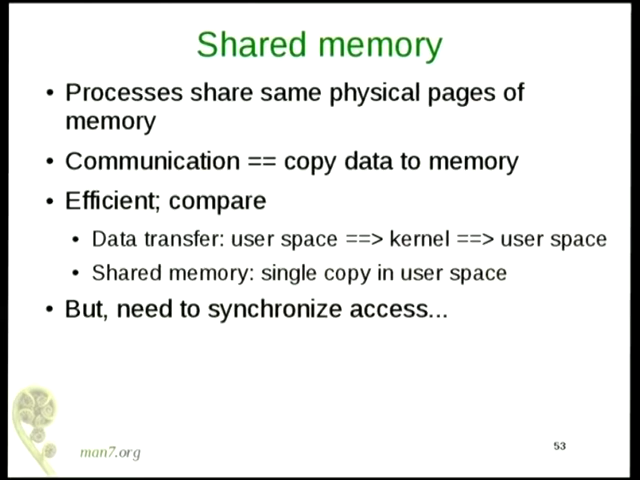 Shared memory
• Processes share same physical pages of
memory
• Communication == copy data to memory
• Efficient; compare
• Data transfer: user space ==> kernel ==> user space
• Shared memory: single copy in user space
• But, need to synchronize access...
man7.org
53